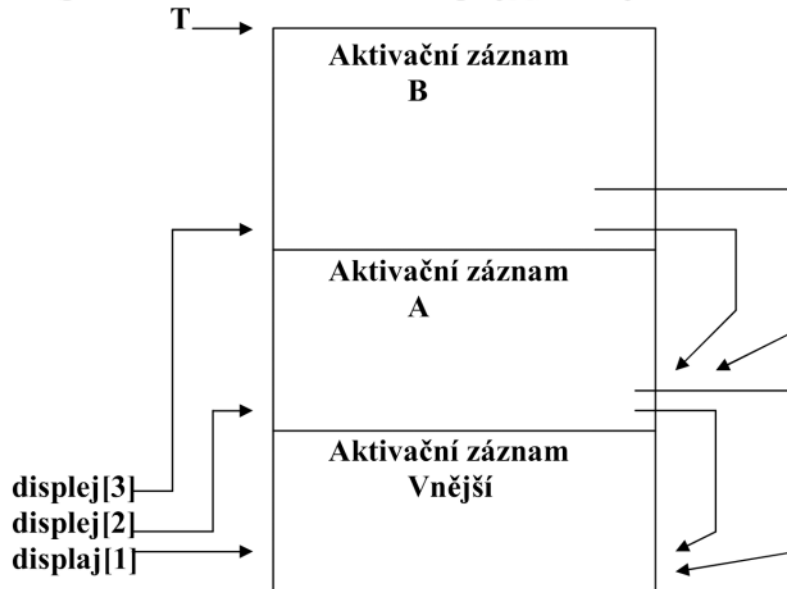 T
Aktivační záznam
B
Aktivační záznam
A
Aktivační záznam
Vnější
displej[3]
displej[2]
displaj[1]